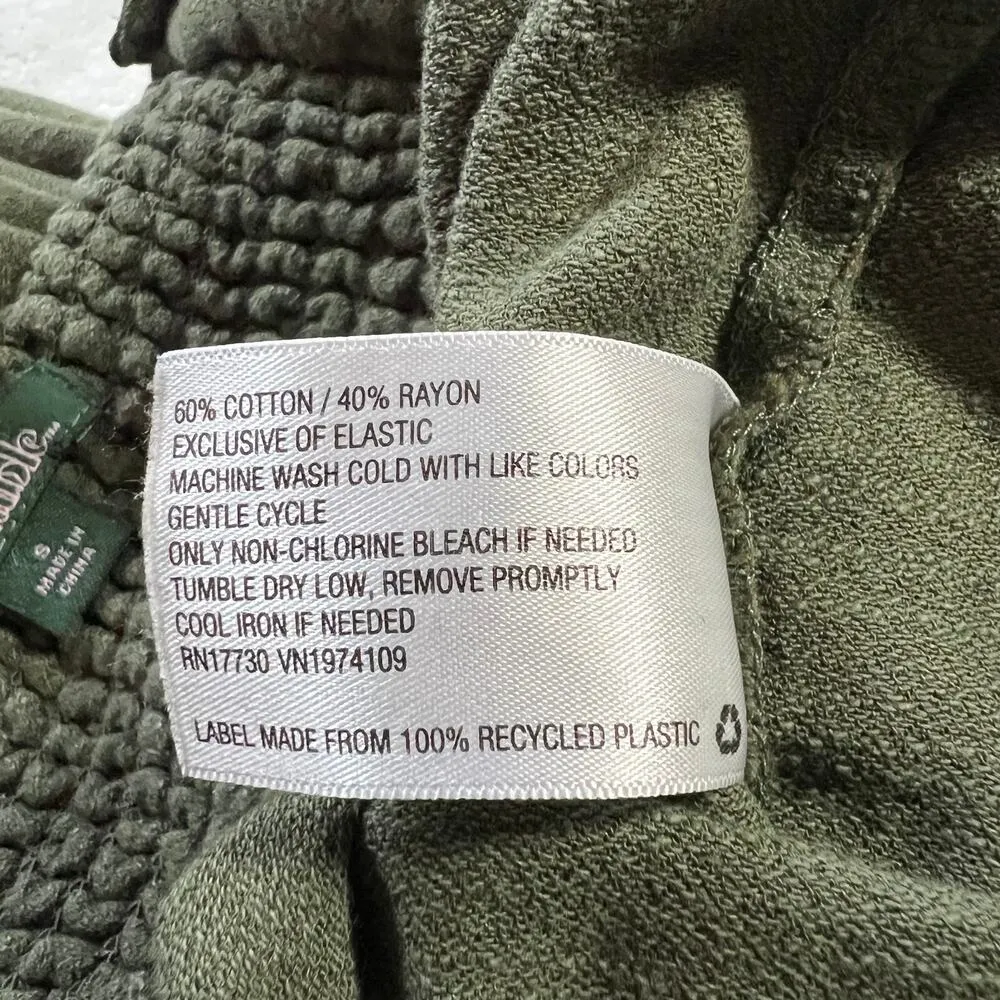 60% COTTON / 40% RAYON
EXCLUSIVE OF ELASTIC
MACHINE WASH COLD WITH LIKE COLORS
GENTLE CYCLE
ONLY NON-CHLORINE BLEACH IF NEEDED
TUMBLE DRY LOW, REMOVE PROMPTLY
COOL IRON IF NEEDED
RN17730 VN1974109
LABEL MADE FROM 100% RECYCLED PLASTIC
S
MADE IN
CHINA